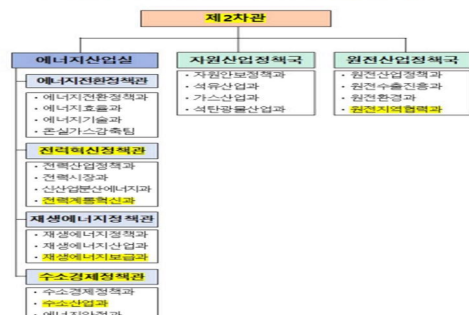 제2차관
에너지산업실
에너지전환정책관
· 에너지전환정책과
· 에너지효율과
· 에너지기술과
· 온실가스감축팀
전력혁신정책관
· 전력산업정책과
· 전력시장과
· 신산업분산에너지과
· 전력계통혁신과
재생에너지정책관
· 재생에너지정책과
· 재생에너지산업과
· 재생에너지보급과
수소경제정책관
· 수소경제정책과
· 수소산업과
· 에너지안전과
자원산업정책국
· 자원안보정책과
· 석유산업과
· 가스산업과
· 석탄광물산업과
원전산업정책국
· 원전산업정책과
· 원전수출진흥과
· 원전환경과
· 원전지역협력과